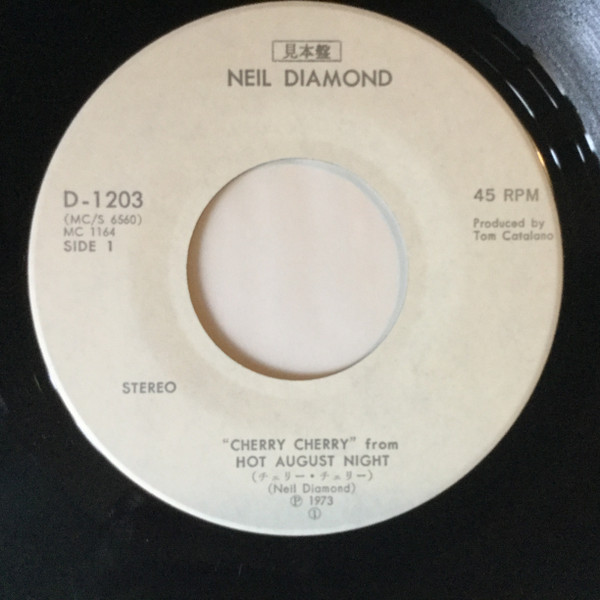 見本盤
NEIL DIAMOND
D-1203
(MC/S 6560)
MC 1164
SIDE 1
45 RPM
Produced by
Tom Catalano
STEREO
"CHERRY CHERRY" from
HOT AUGUST NIGHT
(チェリー・チェリー)
(Neil Diamond)
Ⓟ 1973
①